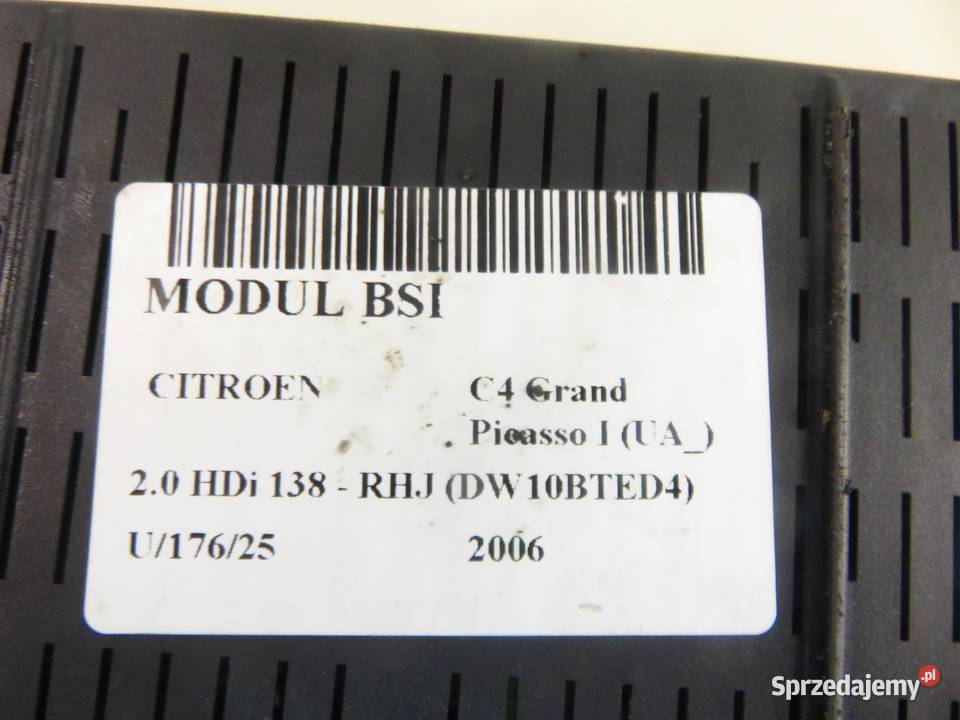 MODUL BSI
CITROEN C4 Grand
Picasso I (UA_)
2.0 HDi 138 - RHJ (DW10BTED4)
U/176/25 2006
Sprzedajemy.pl